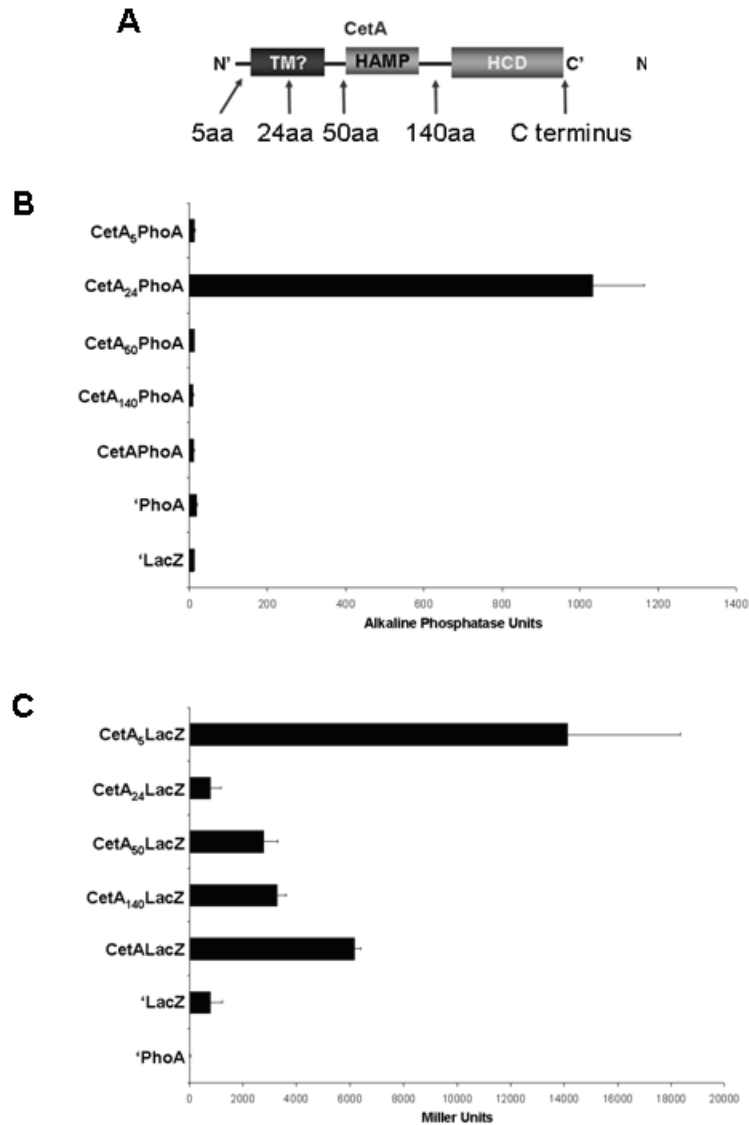 A
CetA
N' TM? HAMP HCD C' N
5aa 24aa 50aa 140aa C terminus
B
CetA₅PhoA
CetA₂₄PhoA
CetA₅₀PhoA
CetA₁₄₀PhoA
CetAPhoA
‘PhoA
‘LacZ
0 200 400 600 800 1000 1200 1400
Alkaline Phosphatase Units
C
CetA₅LacZ
CetA₂₄LacZ
CetA₅₀LacZ
CetA₁₄₀LacZ
CetALacZ
‘LacZ
‘PhoA
0 2000 4000 6000 8000 10000 12000 14000 16000 18000 20000
Miller Units